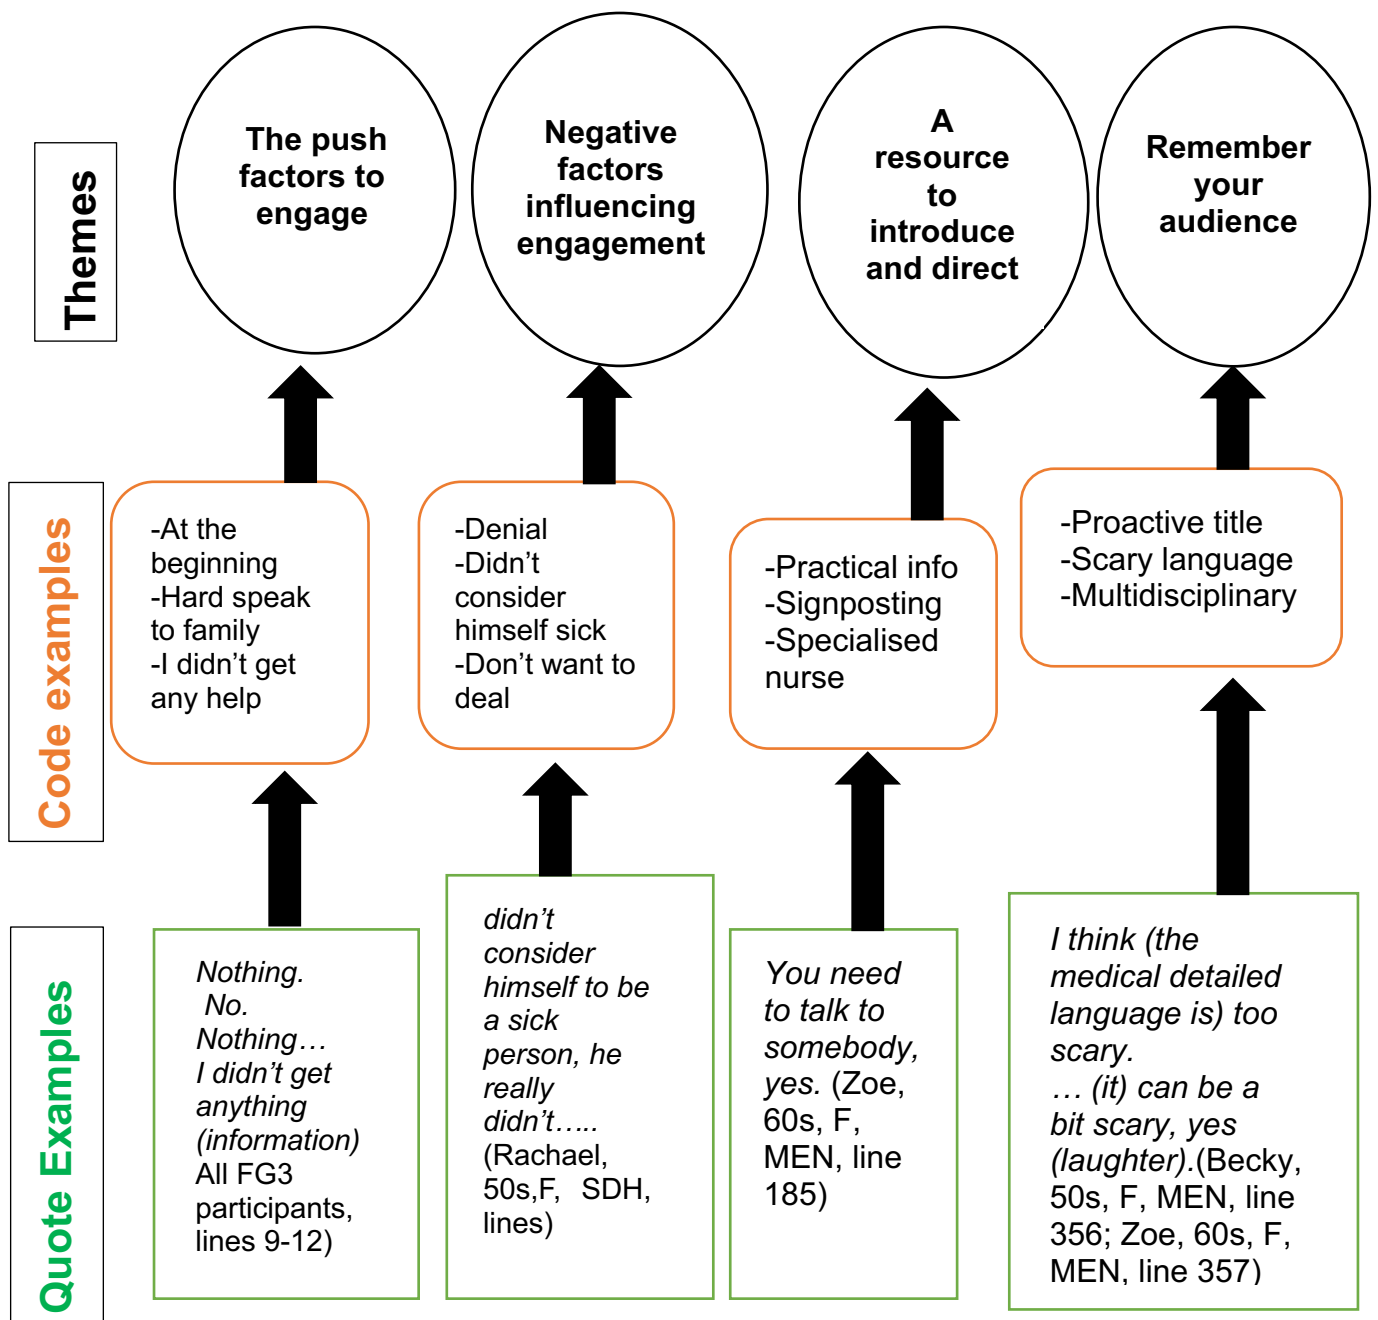 Themes
The push
factors to
engage
Negative
factors
influencing
engagement
A
resource
to
introduce
and direct
Remember
your
audience
Code examples
-At the
beginning
-Hard speak
to family
-I didn’t get
any help
-Denial
-Didn’t
consider
himself sick
-Don’t want to
deal
-Practical info
-Signposting
-Specialised
nurse
-Proactive title
-Scary language
-Multidisciplinary
Quote Examples
Nothing.
No.
Nothing…
I didn’t get
anything
(information)
All FG3
participants,
lines 9-12)
didn’t
consider
himself to be
a sick
person, he
really
didn’t…..
(Rachael,
50s,F, SDH,
lines)
You need
to talk to
somebody,
yes. (Zoe,
60s, F,
MEN, line
185)
I think (the
medical detailed
language is) too
scary.
… (it) can be a
bit scary, yes
(laughter).(Becky,
50s, F, MEN, line
356; Zoe, 60s, F,
MEN, line 357)